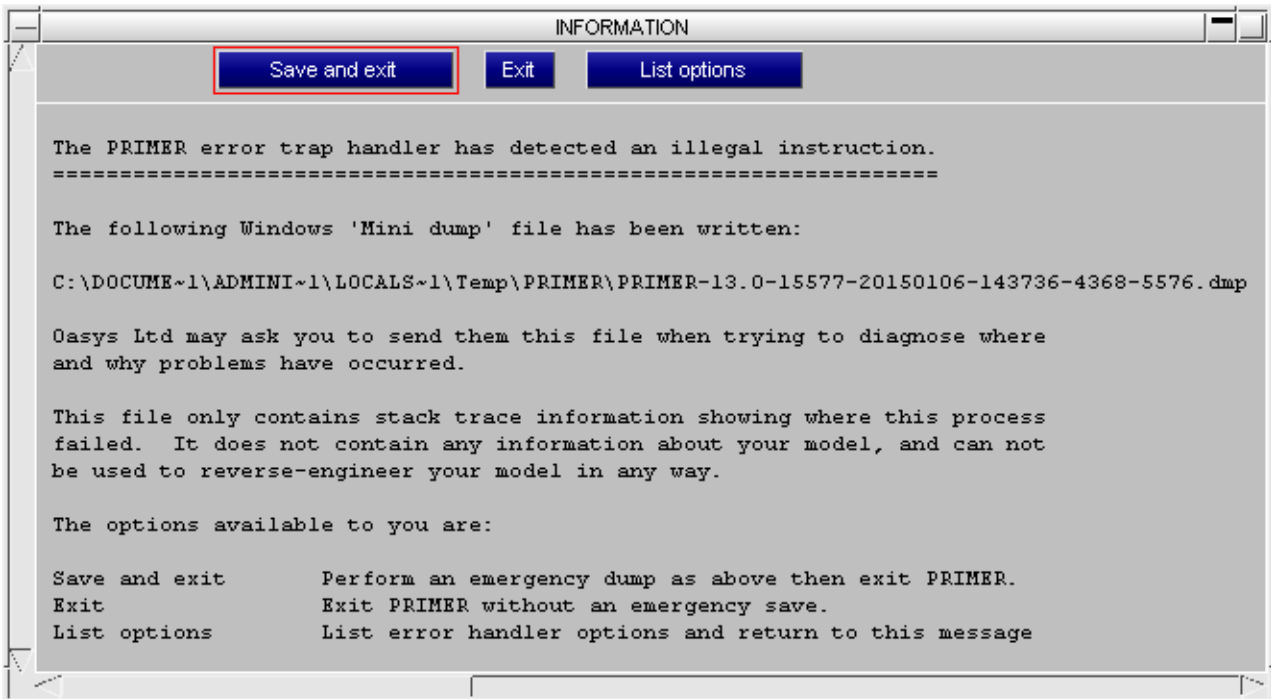 INFORMATION
Save and exit Exit List options
The PRIMER error trap handler has detected an illegal instruction.
==================================================================
The following Windows 'Mini dump' file has been written:
C:\DOCUME~1\ADMINI~1\LOCALS~1\Temp\PRIMER\PRIMER-13.0-15577-20150106-143736-4368-5576.dmp
Oasys Ltd may ask you to send them this file when trying to diagnose where
and why problems have occurred.
This file only contains stack trace information showing where this process
failed.  It does not contain any information about your model, and can not
be used to reverse-engineer your model in any way.
The options available to you are:
Save and exit       Perform an emergency dump as above then exit PRIMER.
Exit                Exit PRIMER without an emergency save.
List options        List error handler options and return to this message